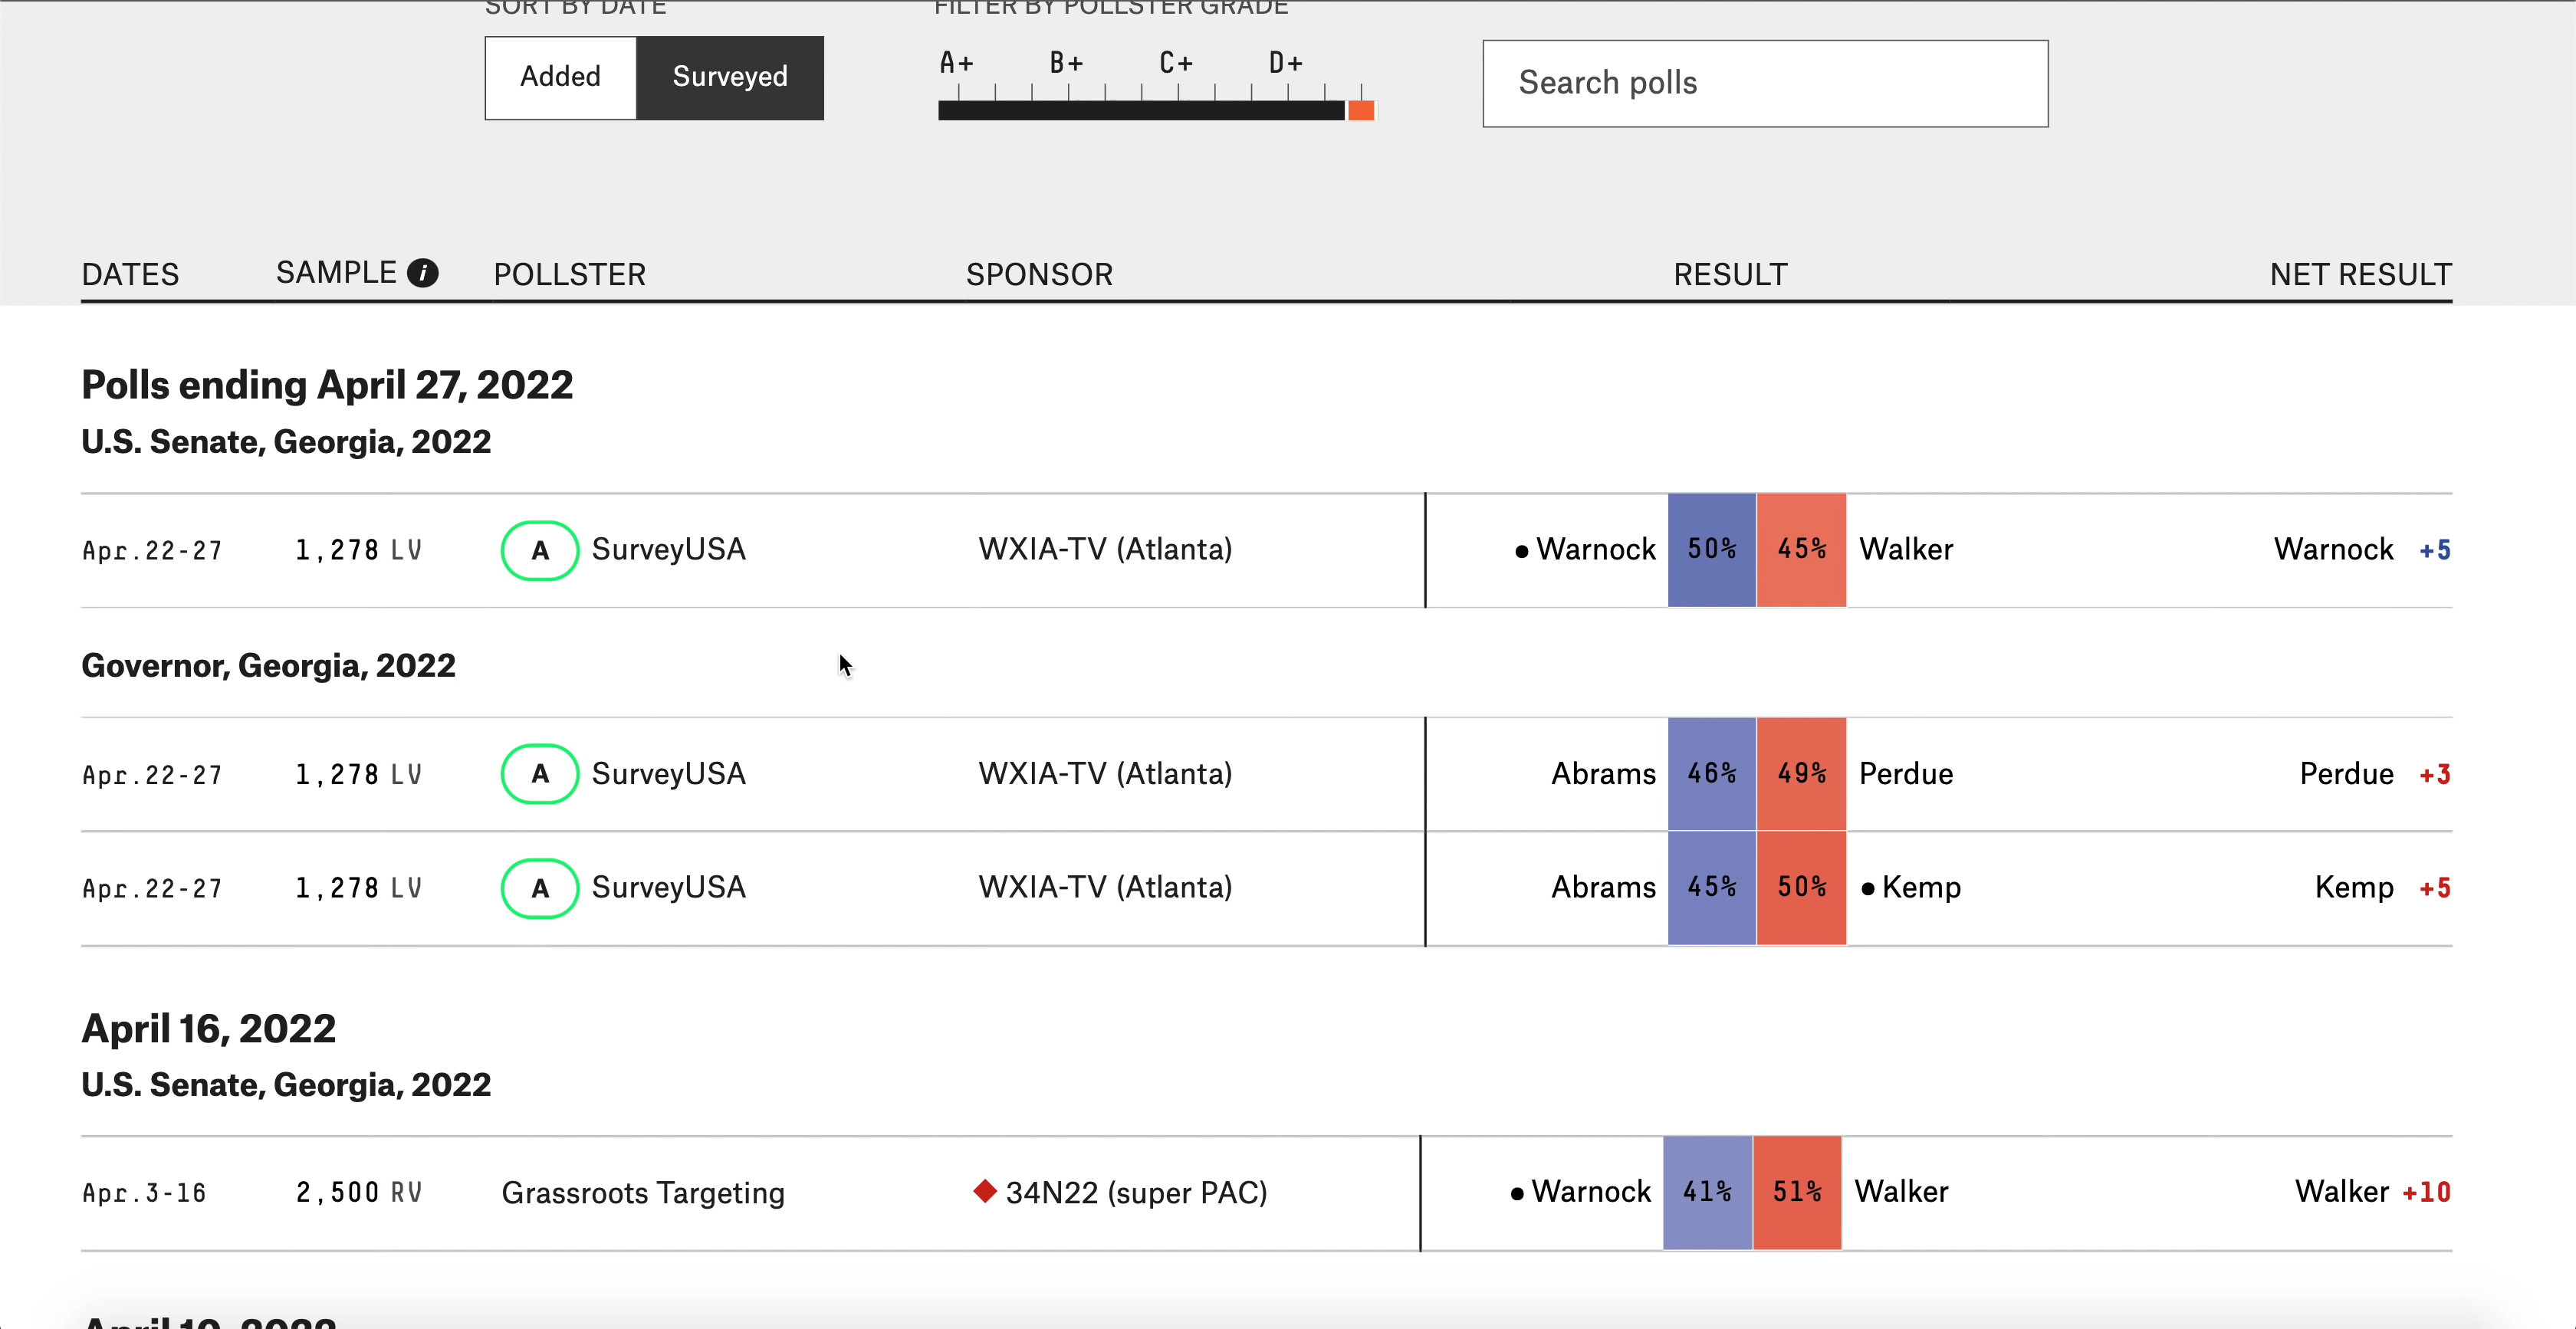 SORT BY DATE FILTER BY POLLSTER GRADE
Added Surveyed A+ B+ C+ D+ Search polls
DATES SAMPLE i POLLSTER SPONSOR RESULT NET RESULT
Polls ending April 27, 2022
U.S. Senate, Georgia, 2022
Apr.22-27 1,278 LV A SurveyUSA WXIA-TV (Atlanta) • Warnock 50% 45% Walker Warnock +5
Governor, Georgia, 2022
Apr.22-27 1,278 LV A SurveyUSA WXIA-TV (Atlanta) Abrams 46% 49% Perdue Perdue +3
Apr.22-27 1,278 LV A SurveyUSA WXIA-TV (Atlanta) Abrams 45% 50% • Kemp Kemp +5
April 16, 2022
U.S. Senate, Georgia, 2022
Apr.3-16 2,500 RV Grassroots Targeting 34N22 (super PAC) • Warnock 41% 51% Walker Walker +10